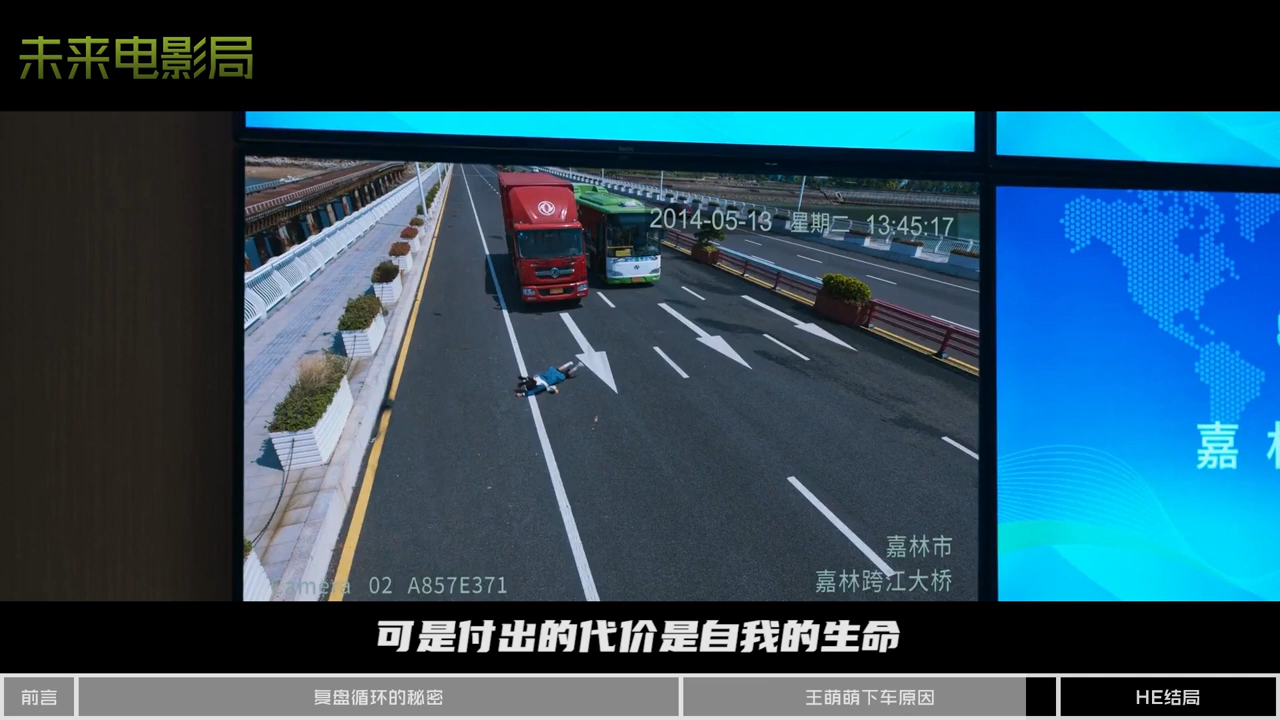 未来电影局
2014-05-13 星期二 13:45:17
嘉林市
嘉林跨江大桥
Camera 02 A857E371
嘉
可是付出的代价是自我的生命
前言
复盘循环的秘密
王萌萌下车原因
HE结局